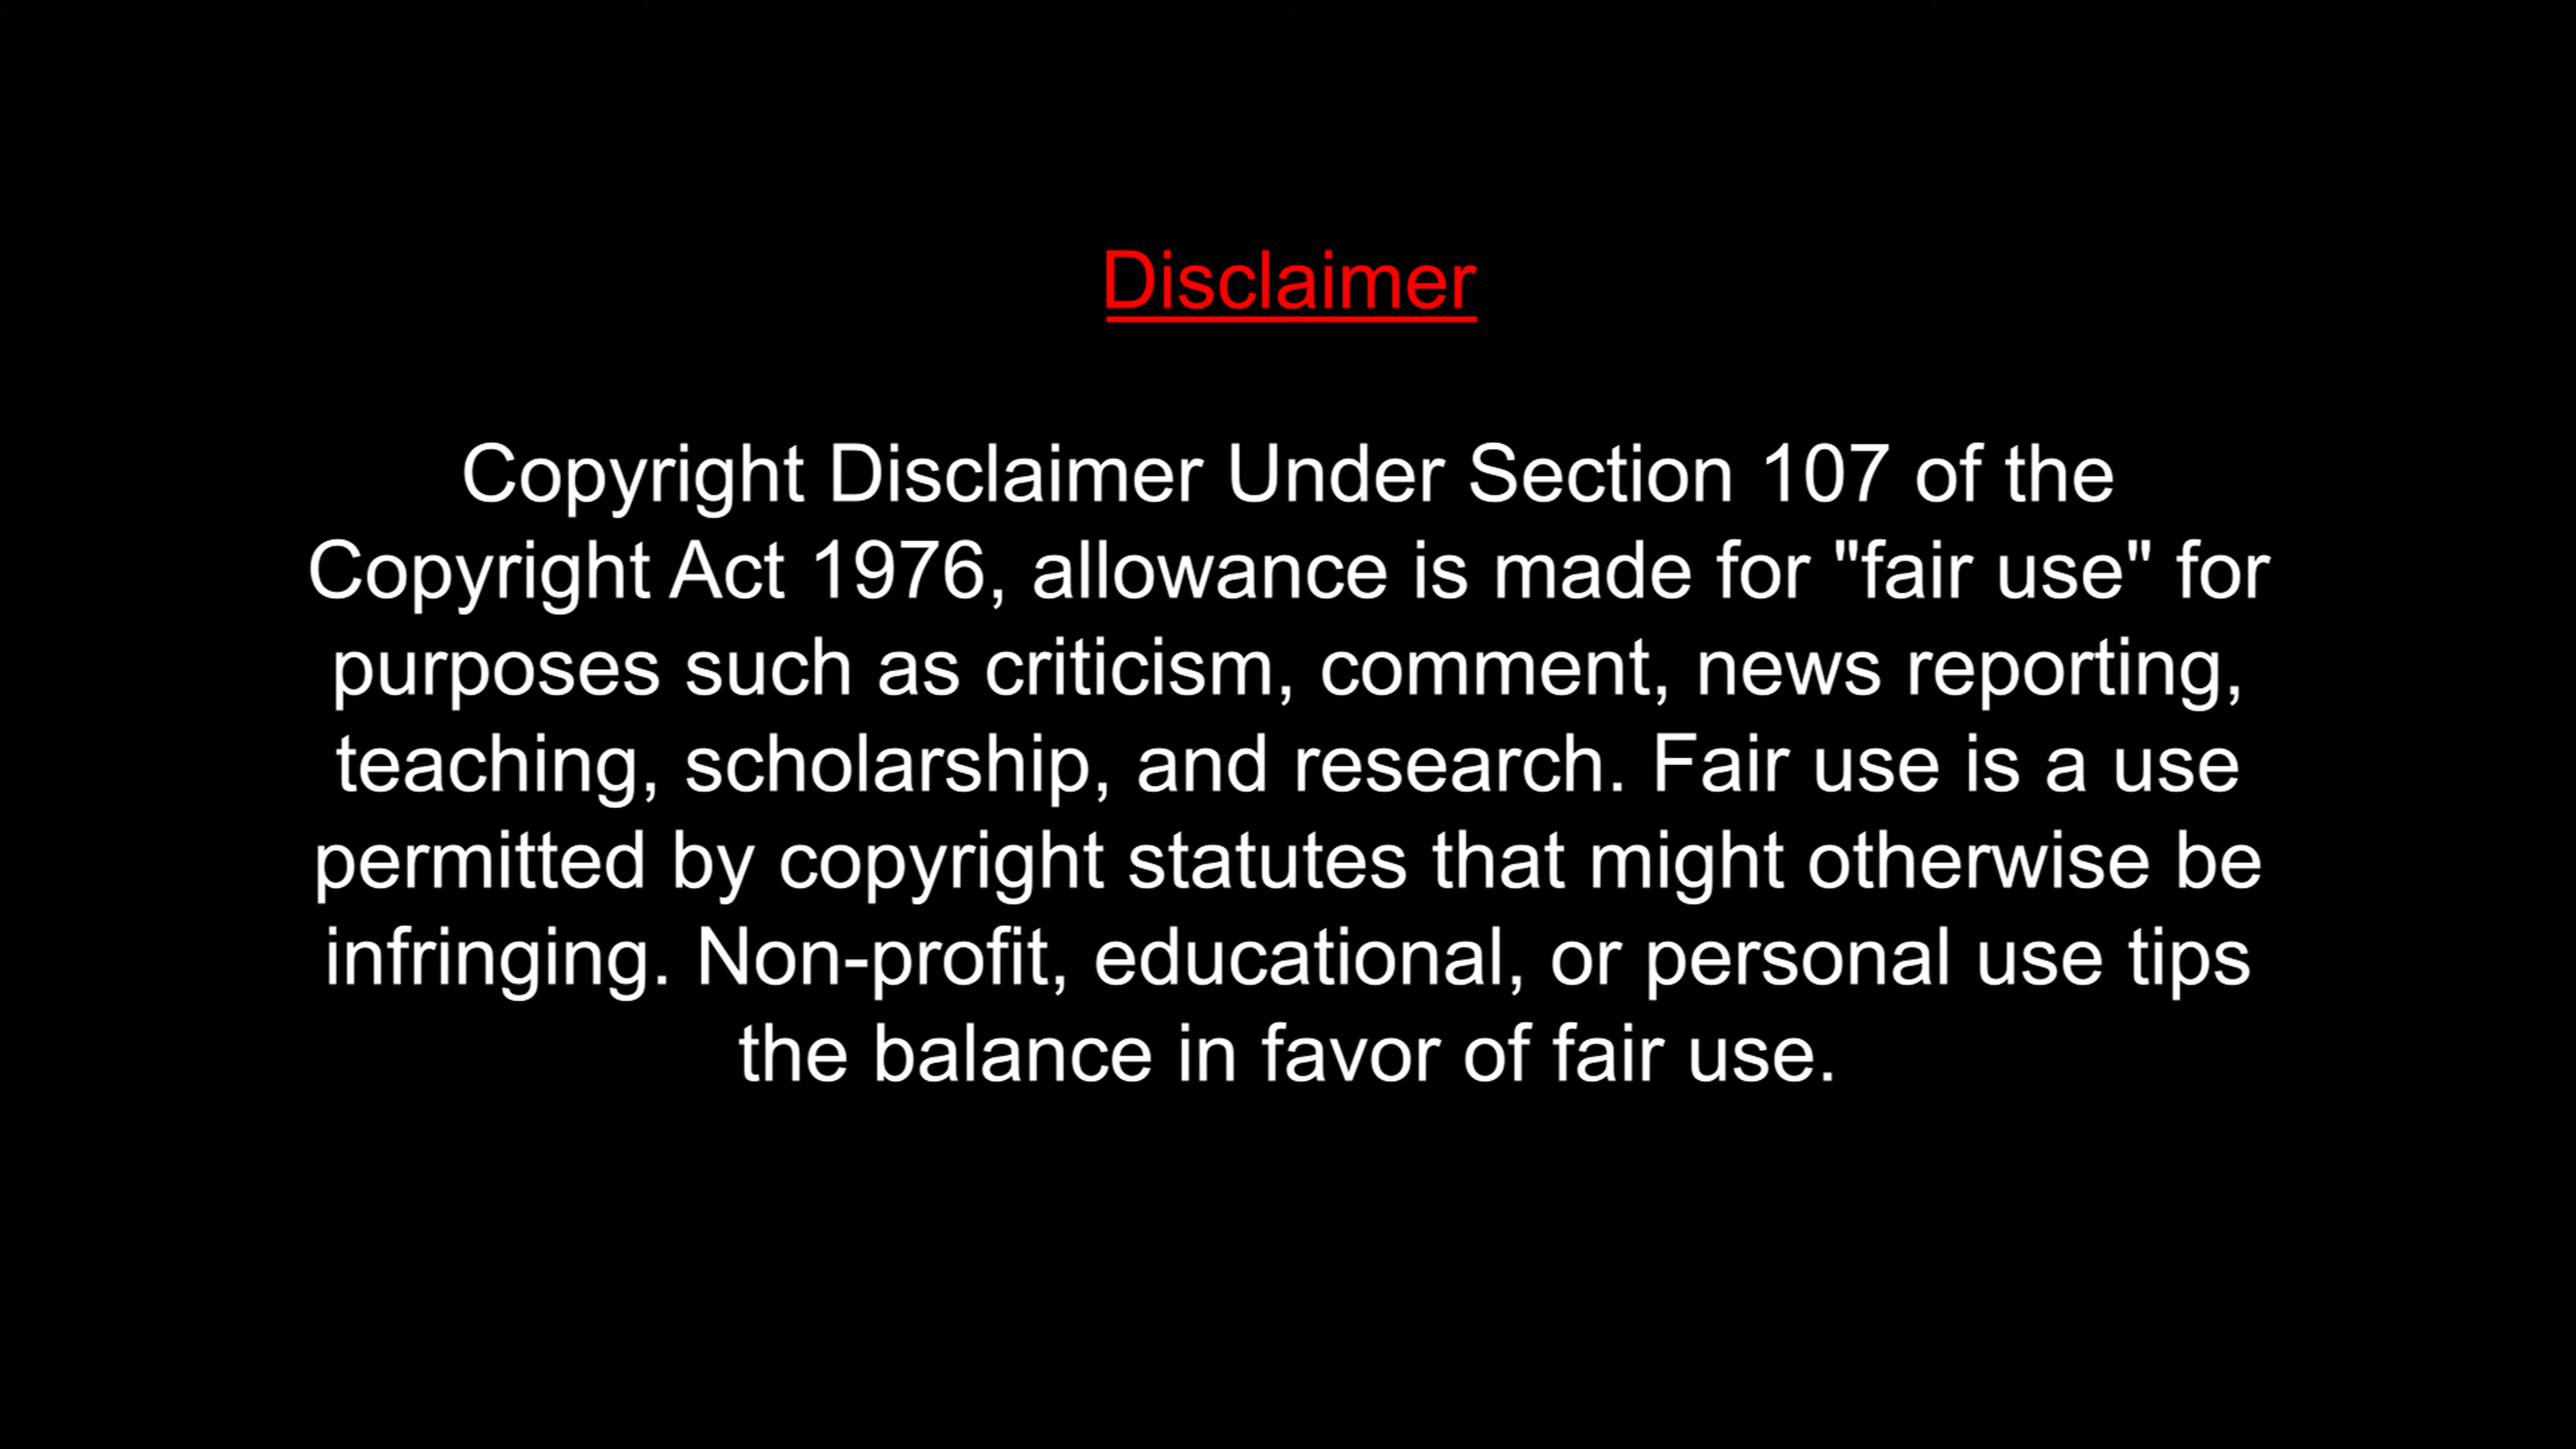 Disclaimer
Copyright Disclaimer Under Section 107 of the
Copyright Act 1976, allowance is made for "fair use" for
purposes such as criticism, comment, news reporting,
teaching, scholarship, and research. Fair use is a use
permitted by copyright statutes that might otherwise be
infringing. Non-profit, educational, or personal use tips
the balance in favor of fair use.